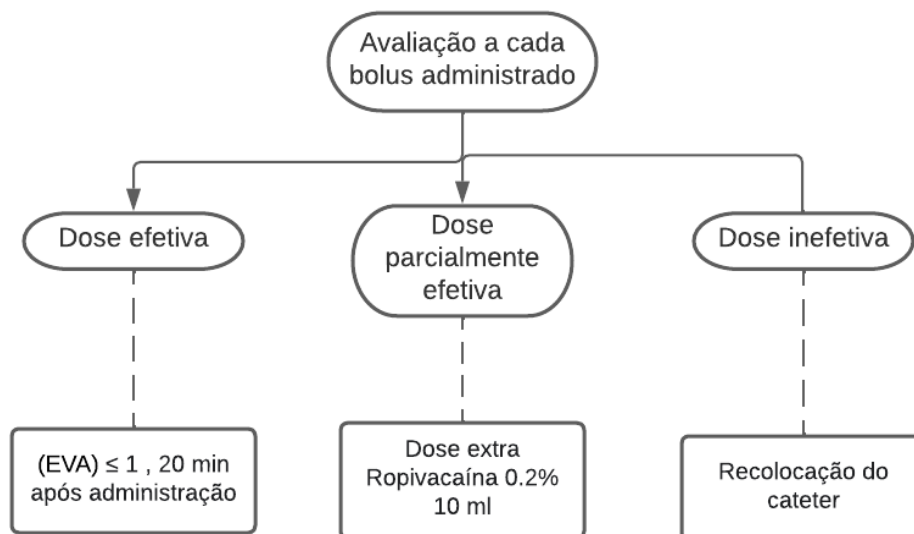 Avaliação a cada
bolus administrado
Dose efetiva
Dose
parcialmente
efetiva
Dose inefetiva
(EVA) ≤ 1 , 20 min
após administração
Dose extra
Ropivacaína 0.2%
10 ml
Recolocação do
cateter